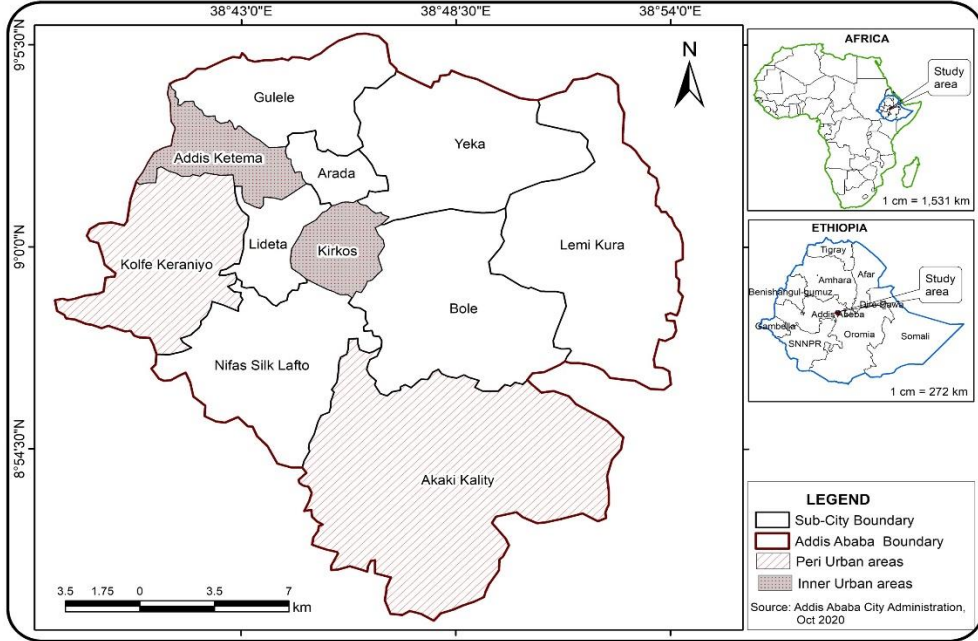 38°43'0"E
38°48'30"E
38°54'0"E
9°5'30"N
9°0'0"N
8°54'30"N
N
Gulele
Yeka
Addis Ketema
Arada
Lideta
Kirkos
Lemi Kura
Kolfe Keraniyo
Bole
Nifas Silk Lafto
Akaki Kality
3.5 1.75 0 3.5 7
km
AFRICA
Study
area
1 cm = 1,531 km
ETHIOPIA
Tigray
Study
area
Afar
Amhara
Benishangul-gumuz
Dire Dawa
Addis Ababa
Gambella
Oromia
Somali
SNNPR
1 cm = 272 km
LEGEND
Sub-City Boundary
Addis Ababa Boundary
Peri Urban areas
Inner Urban areas
Source: Addis Ababa City Administration,
Oct 2020